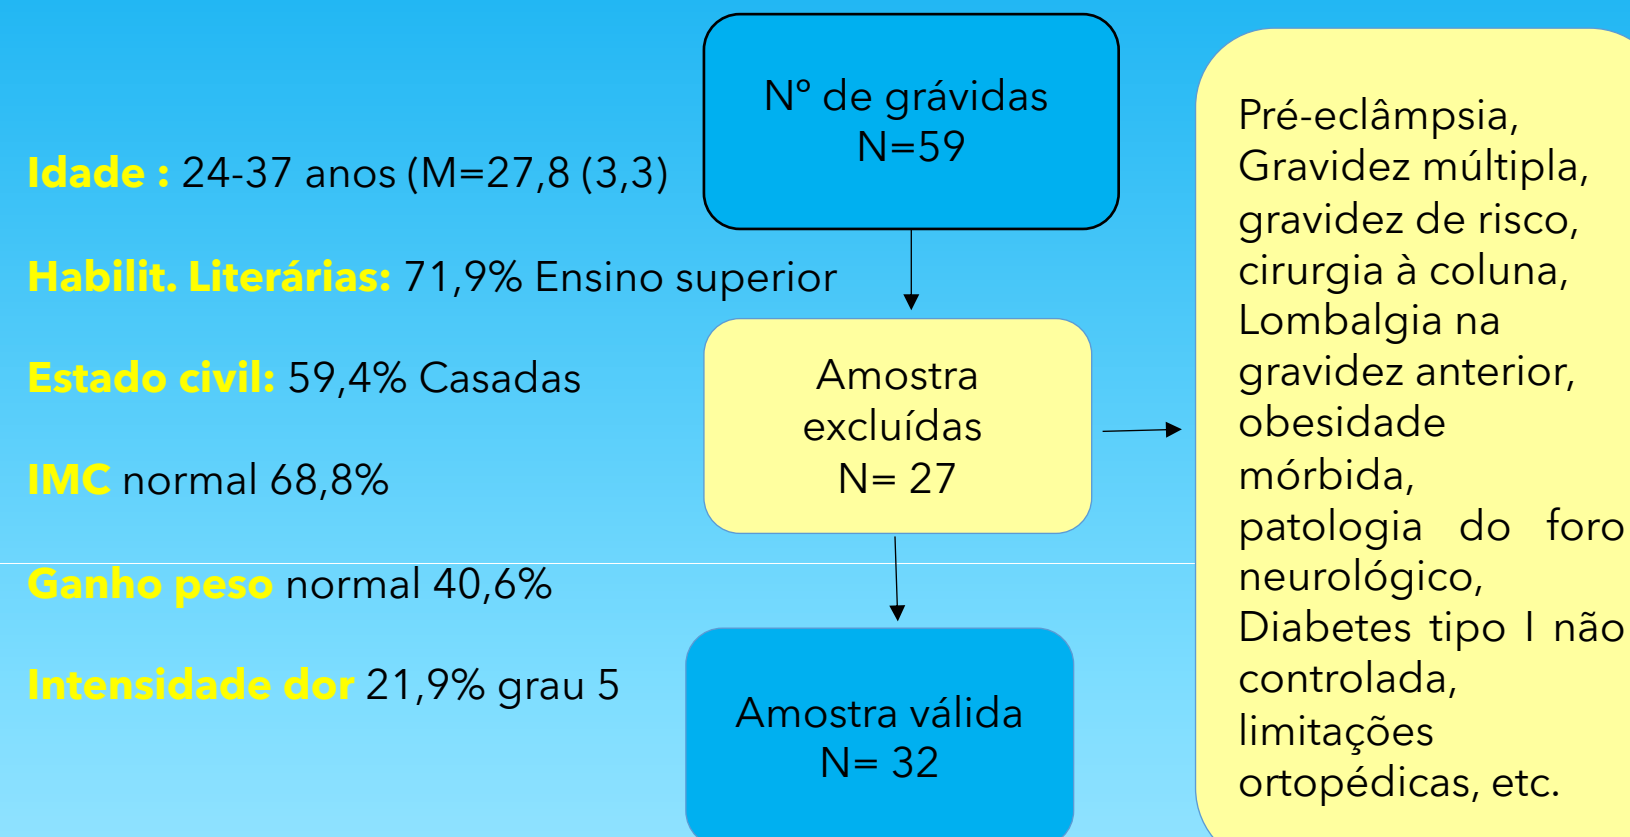 Idade : 24-37 anos (M=27,8 (3,3)
Habilit. Literárias: 71,9% Ensino superior
Estado civil: 59,4% Casadas
IMC normal 68,8%
Ganho peso normal 40,6%
Intensidade dor 21,9% grau 5
Nº de grávidas
N=59
Amostra
excluídas
N= 27
Amostra válida
N= 32
Pré-eclâmpsia,
Gravidez múltipla,
gravidez de risco,
cirurgia à coluna,
Lombalgia na
gravidez anterior,
obesidade
mórbida,
patologia do foro
neurológico,
Diabetes tipo I não
controlada,
limitações
ortopédicas, etc.